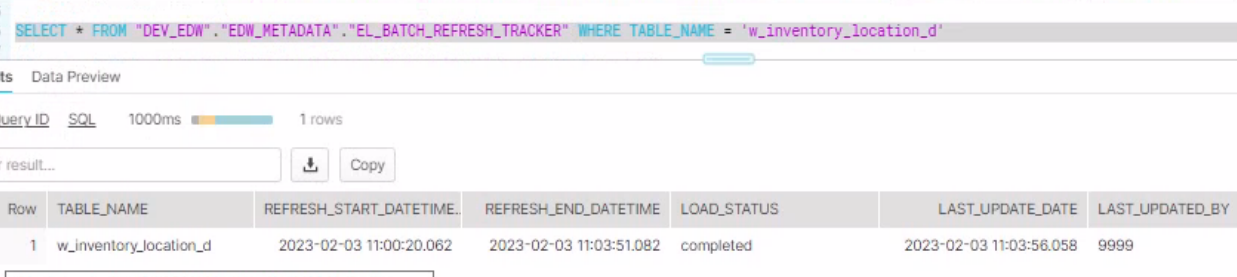 SELECT * FROM "DEV_EDW"."EDW_METADATA"."EL_BATCH_REFRESH_TRACKER" WHERE TABLE_NAME = 'w_inventory_location_d'
ts Data Preview
Query ID SQL 1000ms 1 rows
r result... Copy
Row TABLE_NAME REFRESH_START_DATETIME... REFRESH_END_DATETIME LOAD_STATUS LAST_UPDATE_DATE LAST_UPDATED_BY
1 w_inventory_location_d 2023-02-03 11:00:20.062 2023-02-03 11:03:51.082 completed 2023-02-03 11:03:56.058 9999